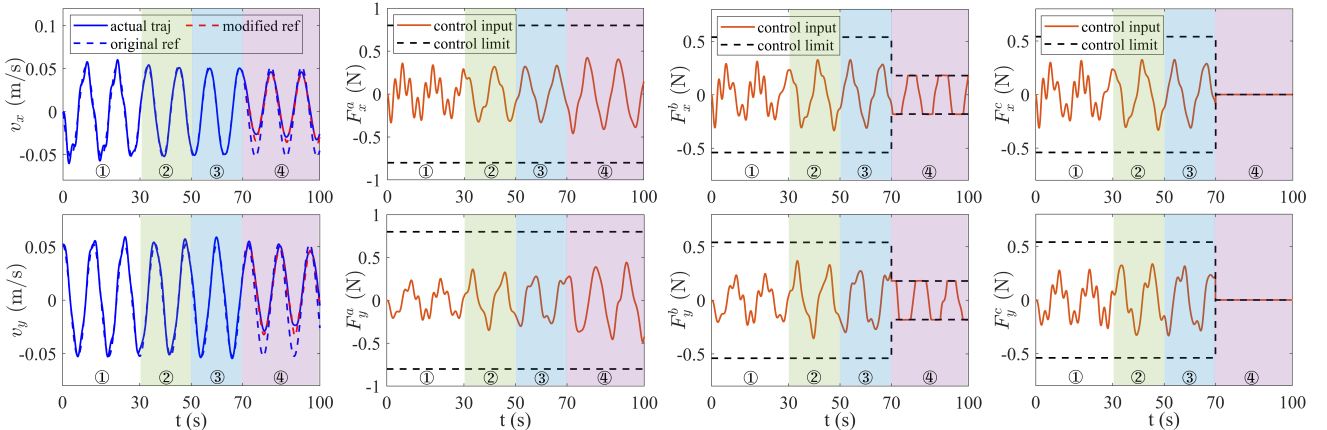 actual traj
modified ref
original ref
v_x (m/s)
0.1
0.05
0
-0.05
① ② ③ ④
0 30 50 70 100
control input
control limit
F_x^a (N)
1
0.5
0
-0.5
-1
① ② ③ ④
0 30 50 70 100
control input
control limit
F_x^b (N)
0.5
0
-0.5
① ② ③ ④
0 30 50 70 100
control input
control limit
F_x^c (N)
0.5
0
-0.5
① ② ③ ④
0 30 50 70 100
v_y (m/s)
0.05
0
-0.05
① ② ③ ④
0 30 50 70 100
t (s)
F_y^a (N)
1
0.5
0
-0.5
-1
① ② ③ ④
0 30 50 70 100
t (s)
F_y^b (N)
0.5
0
-0.5
① ② ③ ④
0 30 50 70 100
t (s)
F_y^c (N)
0.5
0
-0.5
① ② ③ ④
0 30 50 70 100
t (s)